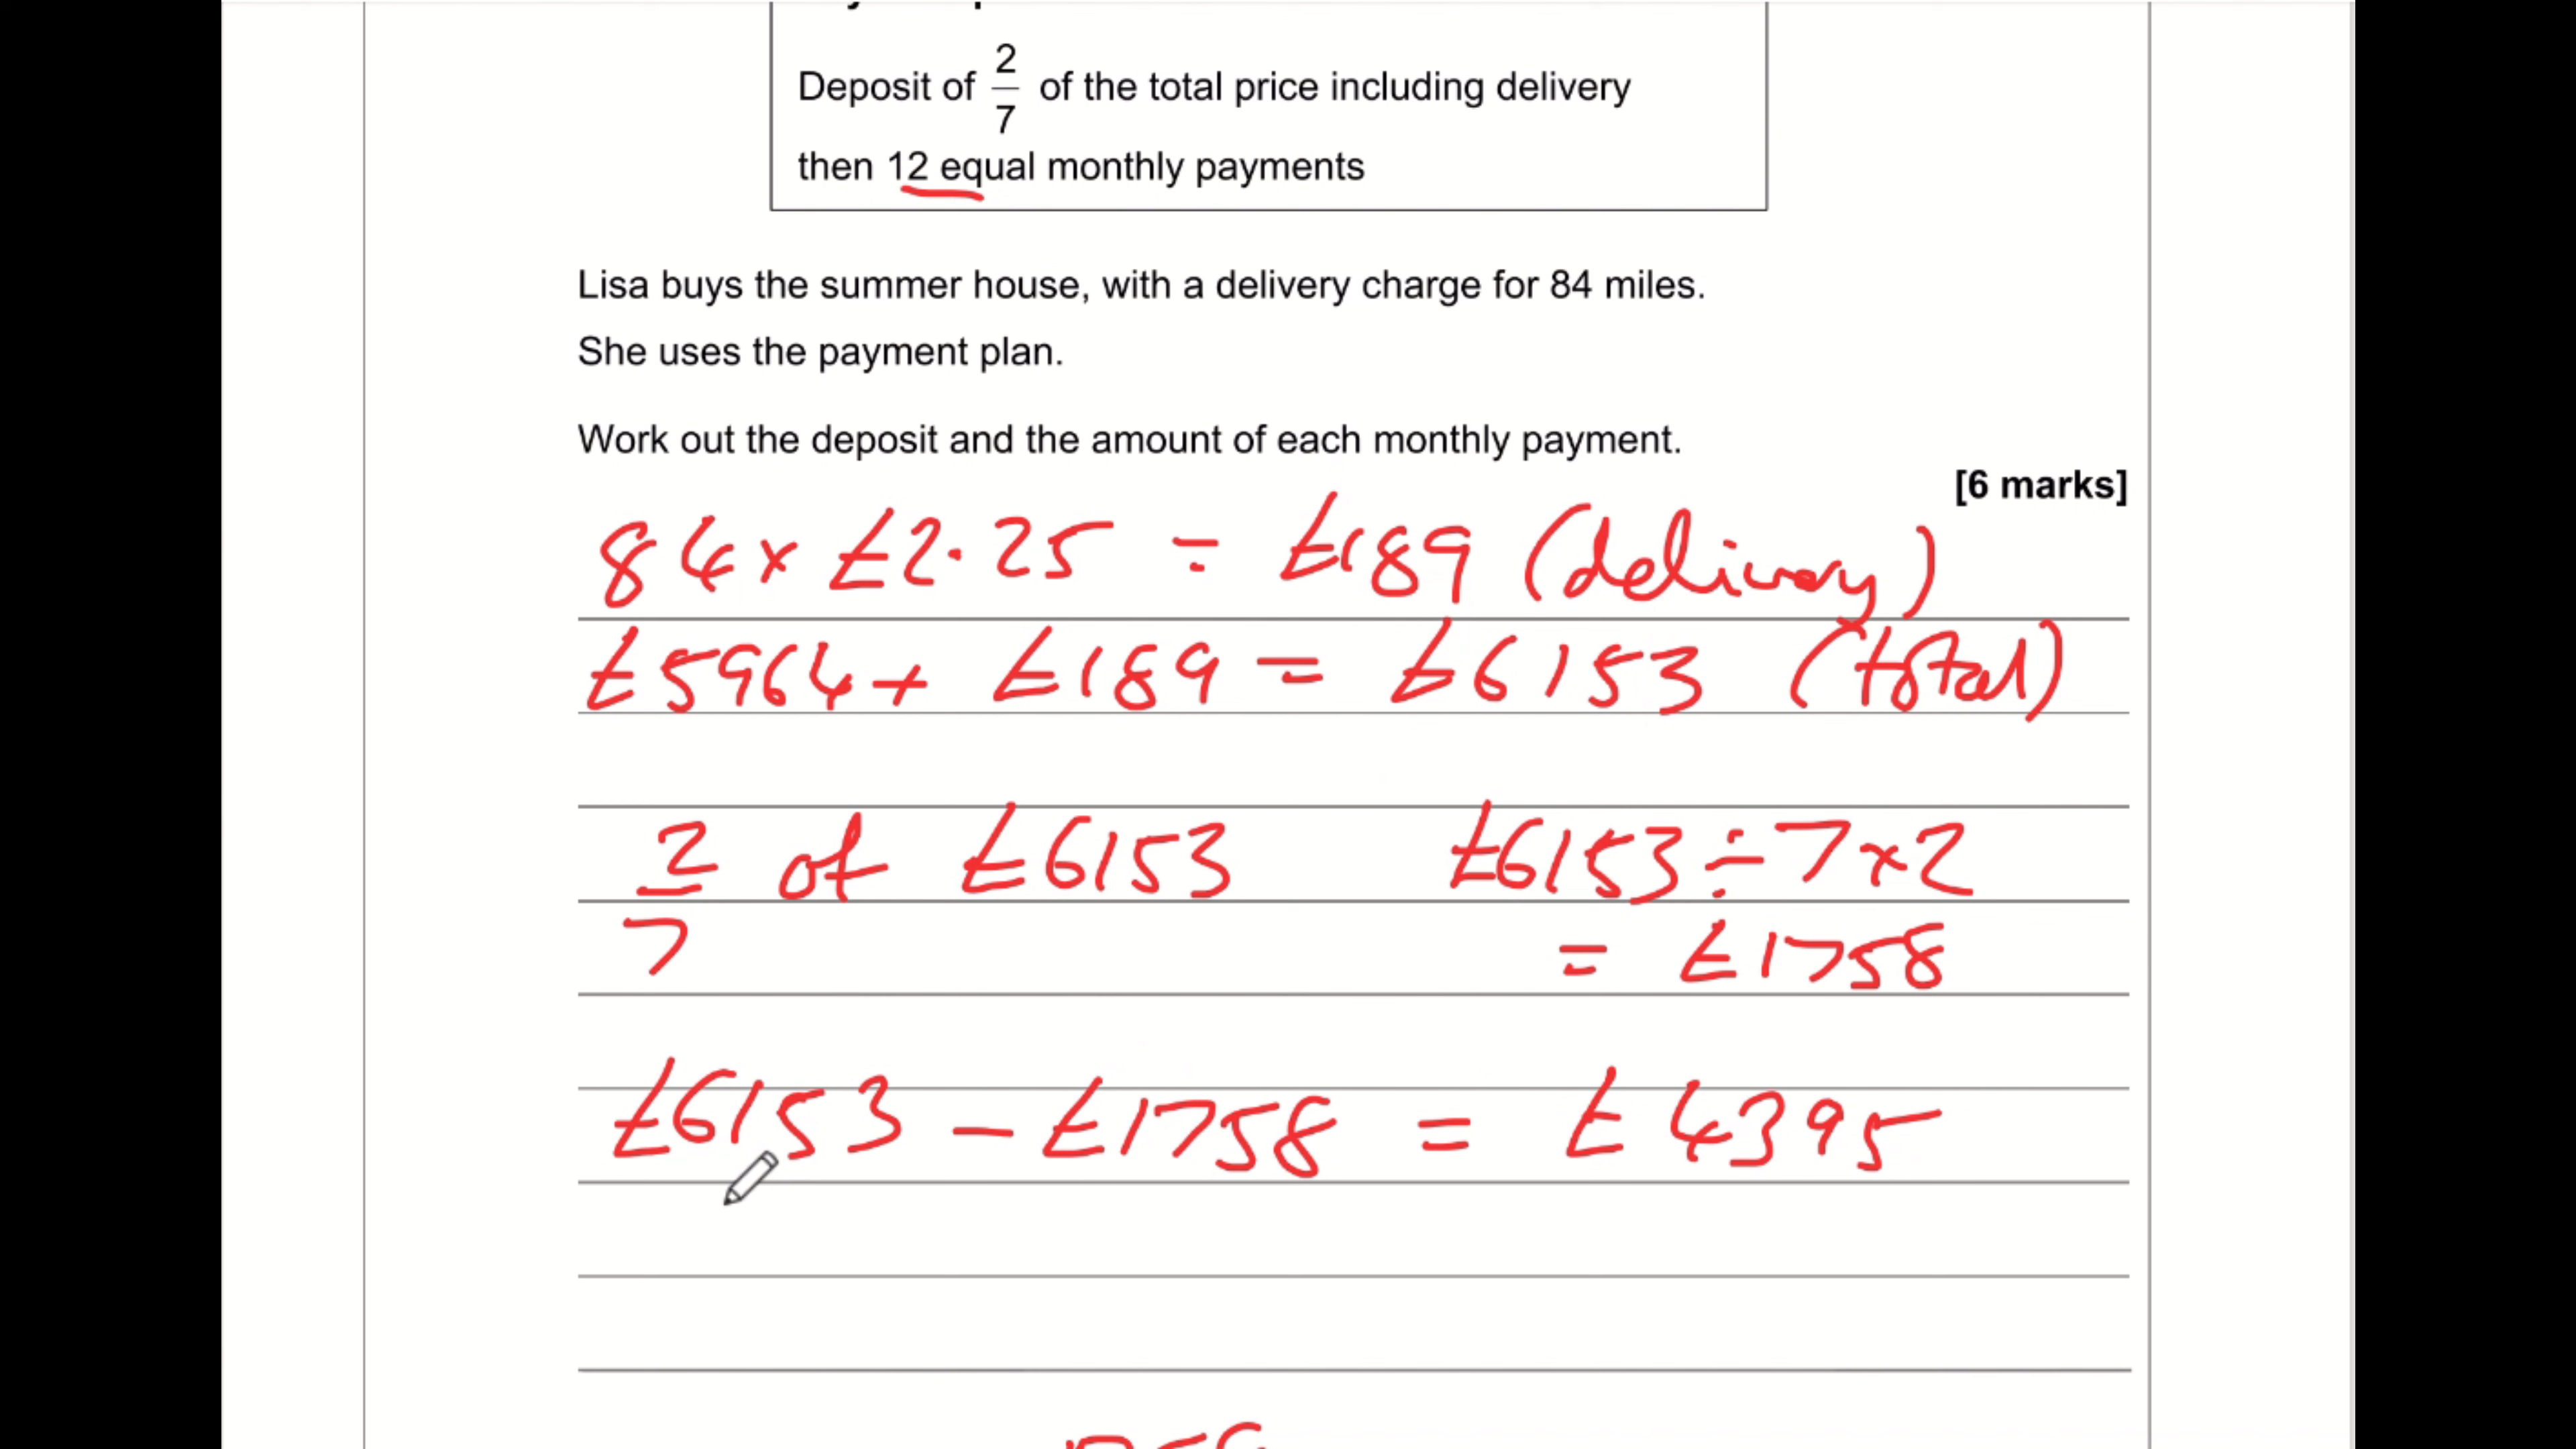 Deposit of 2/7 of the total price including delivery
then 12 equal monthly payments
Lisa buys the summer house, with a delivery charge for 84 miles.
She uses the payment plan.
Work out the deposit and the amount of each monthly payment.
[6 marks]
84 x £2.25 = £189 (delivery)
£5964 + £189 = £6153 (total)
2/7 of £6153 £6153 ÷ 7 x 2
= £1758
£6153 - £1758 = £4395